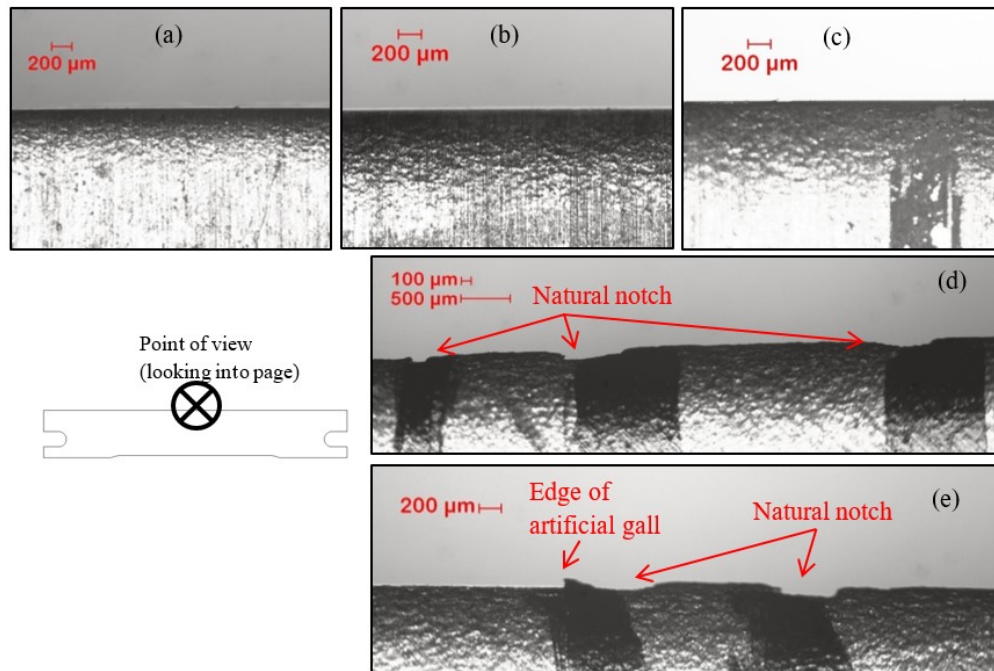 (a)
200 µm
(b)
200 µm
(c)
200 µm
(d)
100 µm
500 µm
Natural notch
Point of view
(looking into page)
(e)
200 µm
Edge of
artificial gall
Natural notch